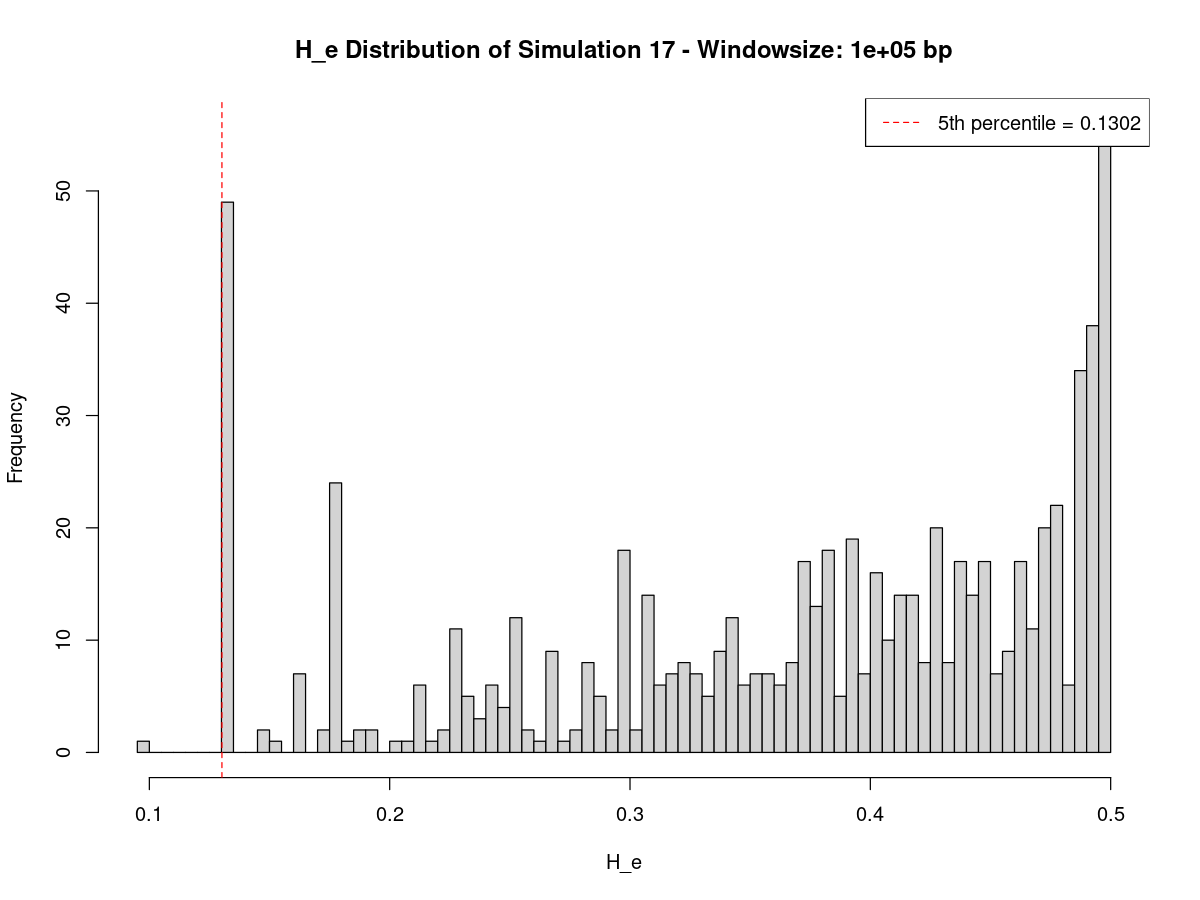 H_e Distribution of Simulation 17 - Windowsize: 1e+05 bp
5th percentile = 0.1302
Frequency
50
40
30
20
10
0
0.1 0.2 0.3 0.4 0.5
H_e